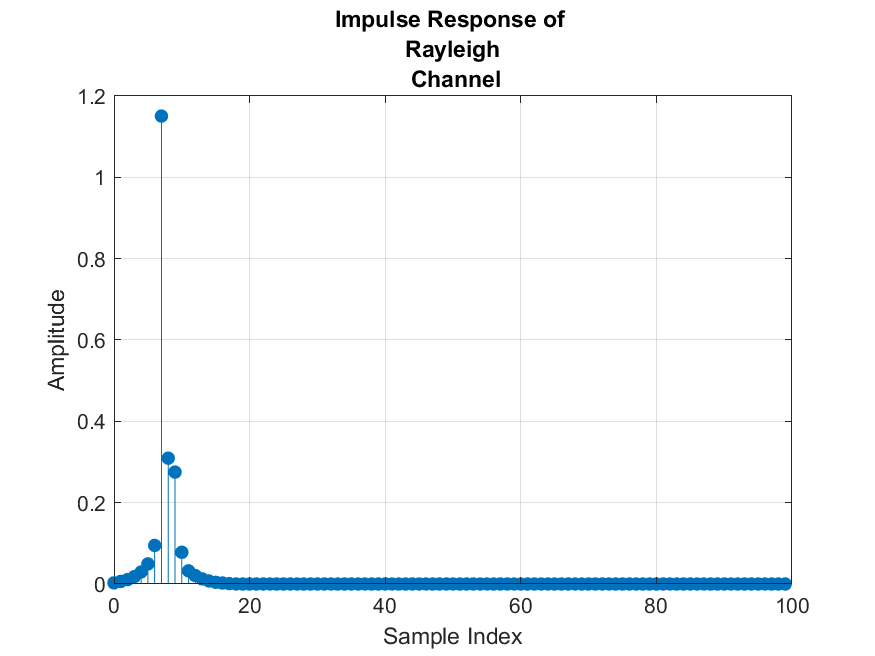 Impulse Response of
Rayleigh
Channel
1.2
1
0.8
0.6
0.4
0.2
0
Amplitude
0 20 40 60 80 100
Sample Index